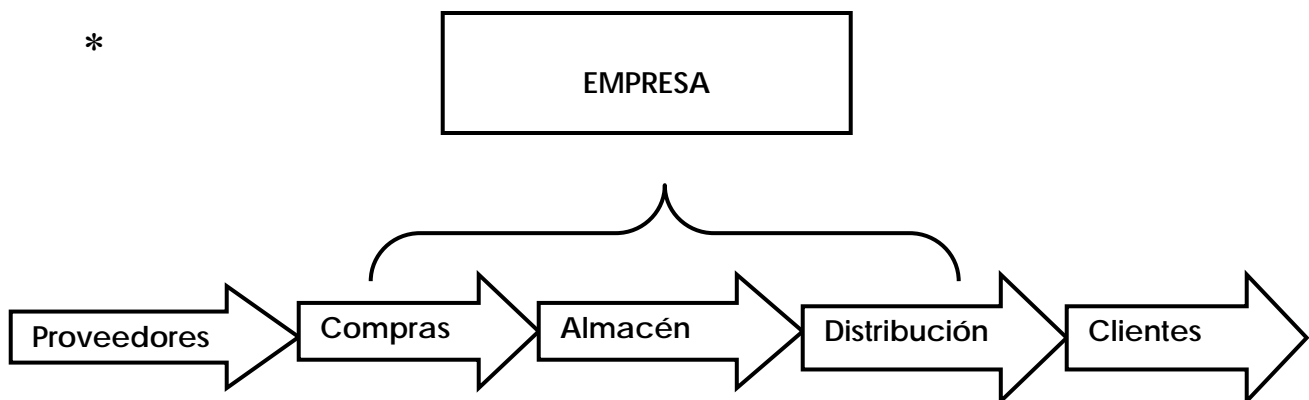 *
EMPRESA
Proveedores
Compras
Almacén
Distribución
Clientes